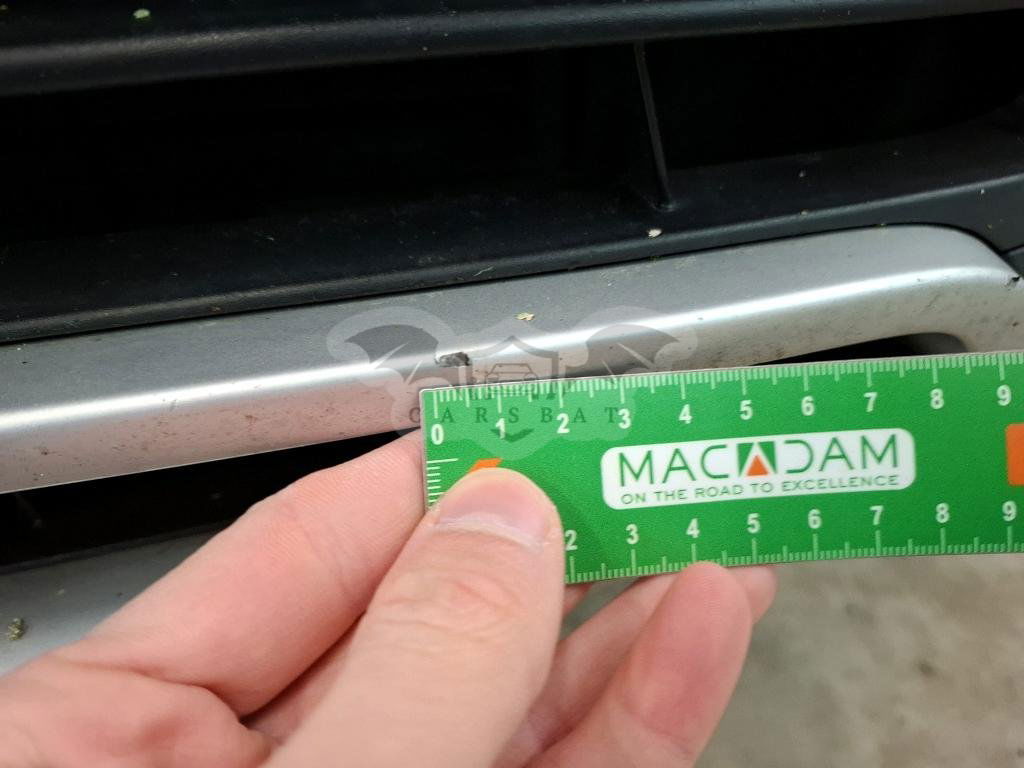 CARSBAT
0 1 2 3 4 5 6 7 8 9
MACADAM
ON THE ROAD TO EXCELLENCE
2 3 4 5 6 7 8 9